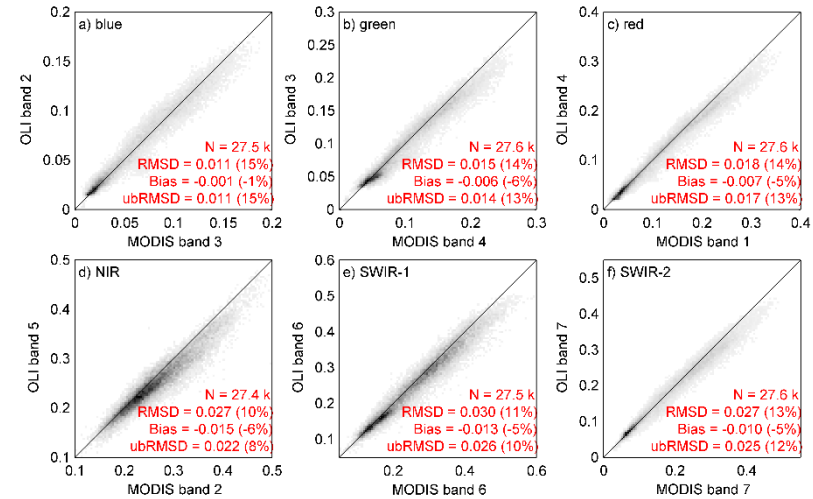 a) blue
0.2
0.15
0.1
0.05
0
OLI band 2
N = 27.5 k
RMSD = 0.011 (15%)
Bias = -0.001 (-1%)
ubRMSD = 0.011 (15%)
0 0.05 0.1 0.15 0.2
MODIS band 3
b) green
0.3
0.25
0.20
0.15
0.1
0.05
0
OLI band 3
N = 27.6 k
RMSD = 0.015 (14%)
Bias = -0.006 (-6%)
ubRMSD = 0.014 (13%)
0 0.1 0.2 0.3
MODIS band 4
c) red
0.4
0.3
0.2
0.1
0
OLI band 4
N = 27.6 k
RMSD = 0.018 (14%)
Bias = -0.007 (-5%)
ubRMSD = 0.017 (13%)
0 0.1 0.2 0.3 0.4
MODIS band 1
d) NIR
0.5
0.4
0.3
0.2
0.1
OLI band 5
N = 27.4 k
RMSD = 0.027 (10%)
Bias = -0.015 (-6%)
ubRMSD = 0.022 (8%)
0.1 0.2 0.3 0.4 0.5
MODIS band 2
e) SWIR-1
0.6
0.5
0.4
0.3
0.2
0.1
OLI band 6
N = 27.5 k
RMSD = 0.030 (11%)
Bias = -0.013 (-5%)
ubRMSD = 0.026 (10%)
0.2 0.4 0.6
MODIS band 6
f) SWIR-2
0.5
0.4
0.3
0.2
0.1
0
OLI band 7
N = 27.6 k
RMSD = 0.027 (13%)
Bias = -0.010 (-5%)
ubRMSD = 0.025 (12%)
0 0.2 0.4
MODIS band 7